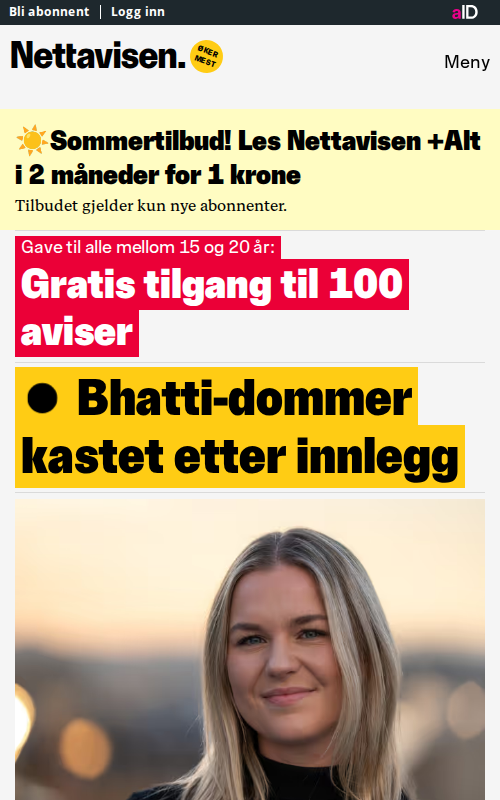 Bli abonnent | Logg inn
aID
Nettavisen.
ØKER
MEST
Meny
Sommertilbud! Les Nettavisen +Alt
i 2 måneder for 1 krone
Tilbudet gjelder kun nye abonnenter.
Gave til alle mellom 15 og 20 år:
Gratis tilgang til 100
aviser
Bhatti-dommer
kastet etter innlegg